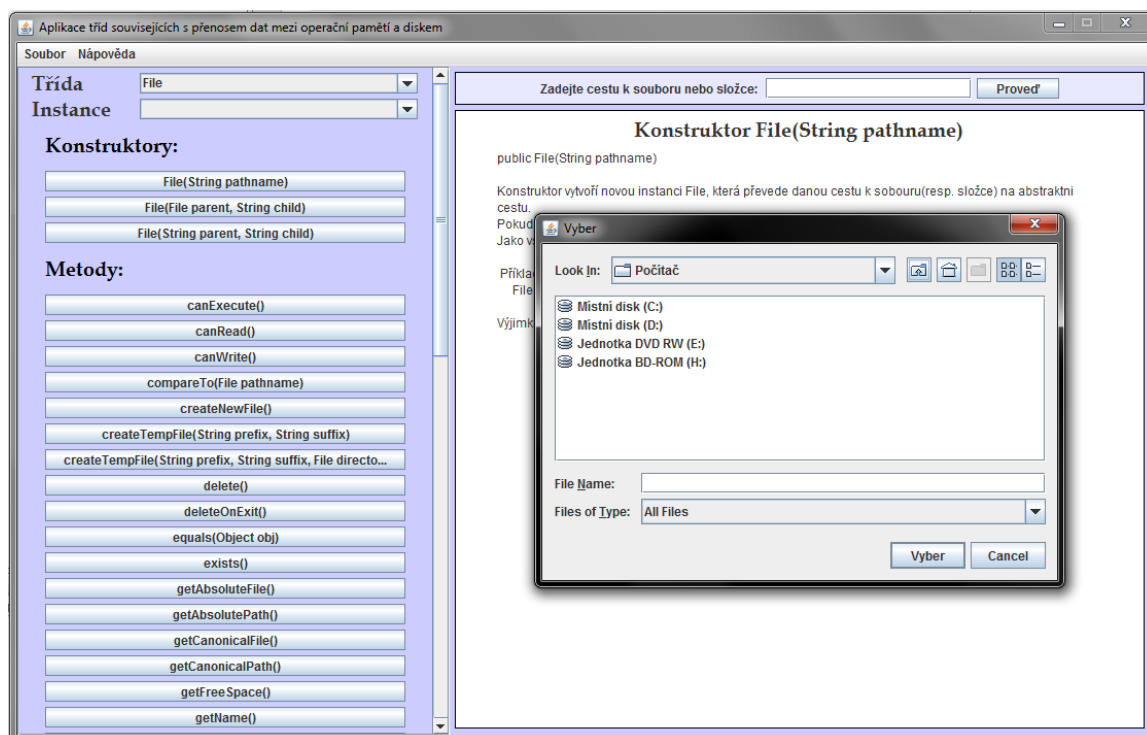 Aplikace tříd souvisejících s přenosem dat mezi operační pamětí a diskem
Soubor Nápověda
Třída File
Instance
Konstruktory:
File(String pathname)
File(File parent, String child)
File(String parent, String child)
Metody:
canExecute()
canRead()
canWrite()
compareTo(File pathname)
createNewFile()
createTempFile(String prefix, String suffix)
createTempFile(String prefix, String suffix, File directo...
delete()
deleteOnExit()
equals(Object obj)
exists()
getAbsoluteFile()
getAbsolutePath()
getCanonicalFile()
getCanonicalPath()
getFreeSpace()
getName()
Zadejte cestu k souboru nebo složce: Proveď
Konstruktor File(String pathname)
public File(String pathname)
Konstruktor vytvoří novou instanci File, která převede danou cestu k sobouru(resp. složce) na abstraktni
cestu.
Pokud
Jako
File
Vyber
Look In: Počítač
Místní disk (C:)
Místní disk (D:)
Jednotka DVD RW (E:)
Jednotka BD-ROM (H:)
File Name:
Files of Type: All Files
Vyber Cancel